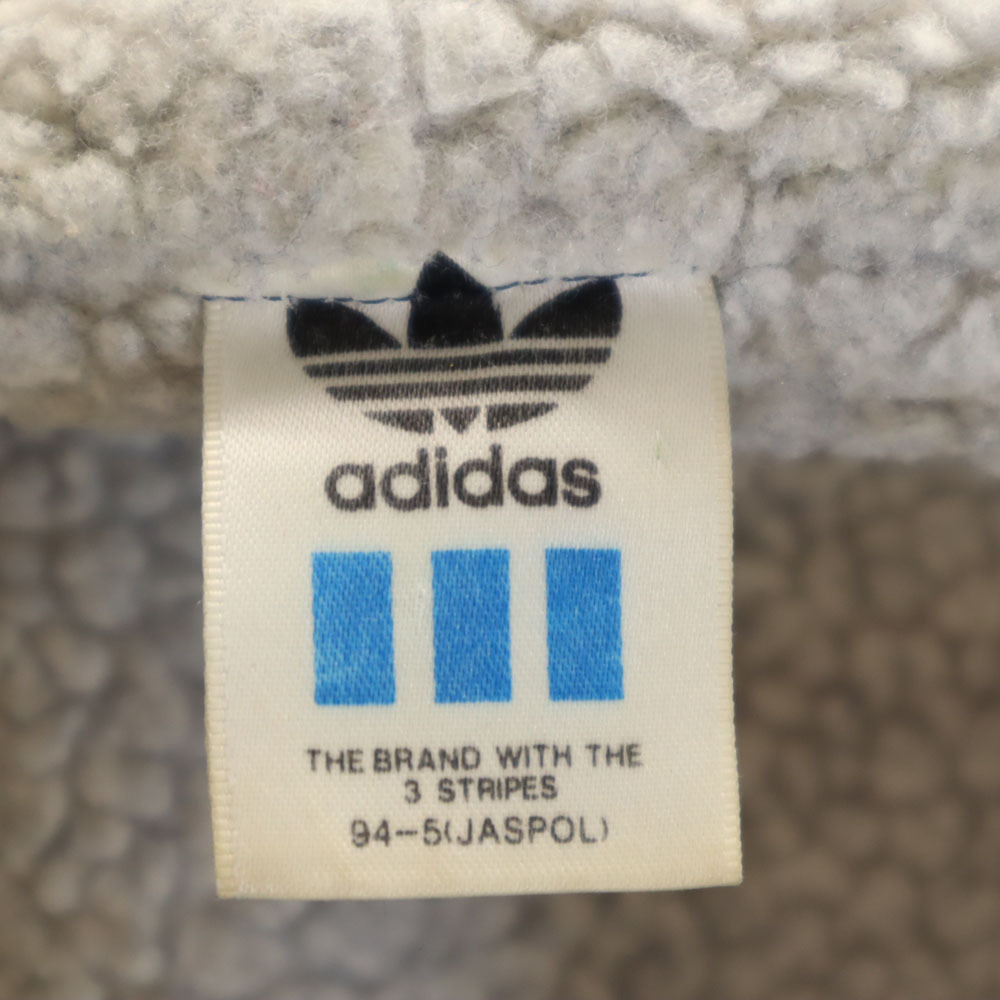 adidas
THE BRAND WITH THE
3 STRIPES
94-5(JASPOL)